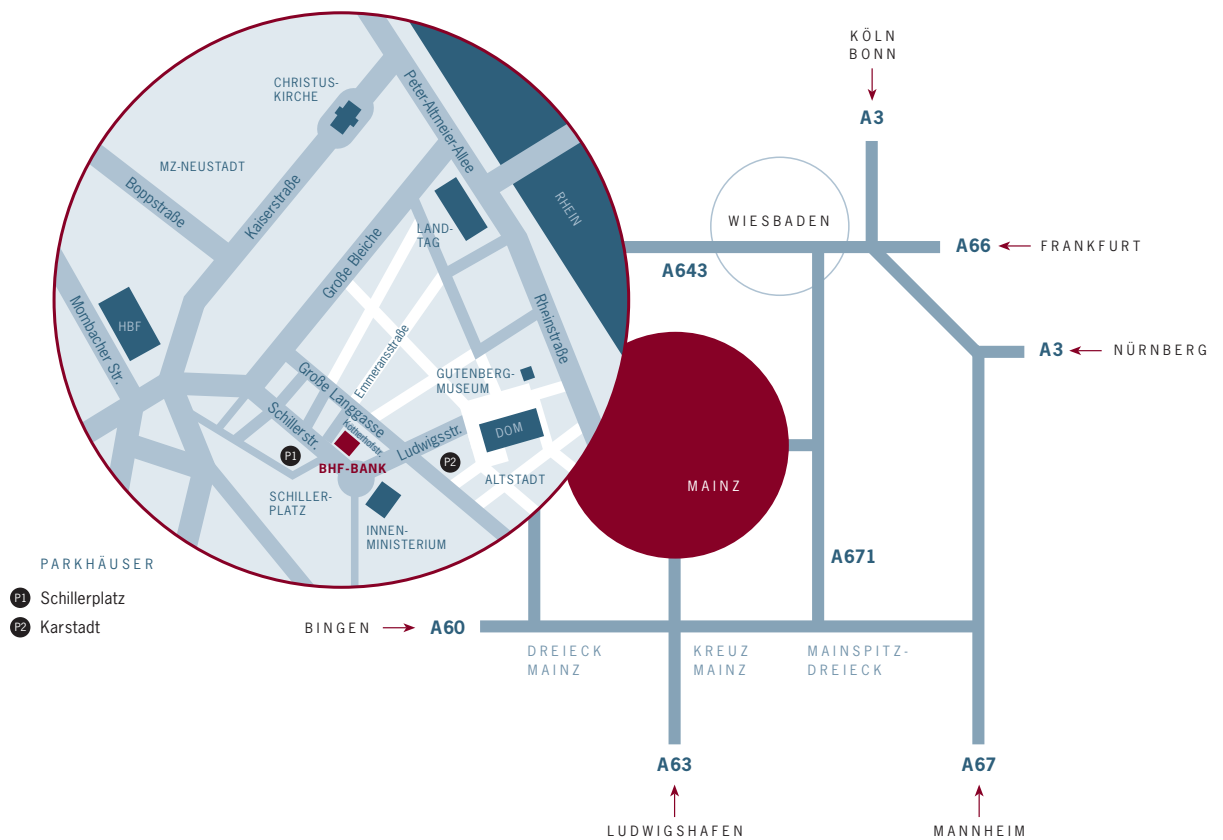 KÖLN
BONN
A3
CHRISTUS-
KIRCHE
Peter-Altmeier-Allee
MZ-NEUSTADT
Boppstraße
Kaiserstraße
RHEIN
WIESBADEN
LAND-
TAG
A66
FRANKFURT
A643
Große Bleiche
Mombacher Str.
HBF
Rheinstraße
Emmeransstraße
A3
NÜRNBERG
GUTENBERG-
MUSEUM
Große Langgasse
Schillerstr.
Kötherhofstr.
Ludwigsstr.
DOM
P1
BHF-BANK
P2
ALTSTADT
MAINZ
SCHILLER-
PLATZ
INNEN-
MINISTERIUM
A671
PARKHÄUSER
P1 Schillerplatz
P2 Karstadt
BINGEN
A60
DREIECK
MAINZ
KREUZ
MAINZ
MAINSPITZ-
DREIECK
A63
A67
LUDWIGSHAFEN
MANNHEIM